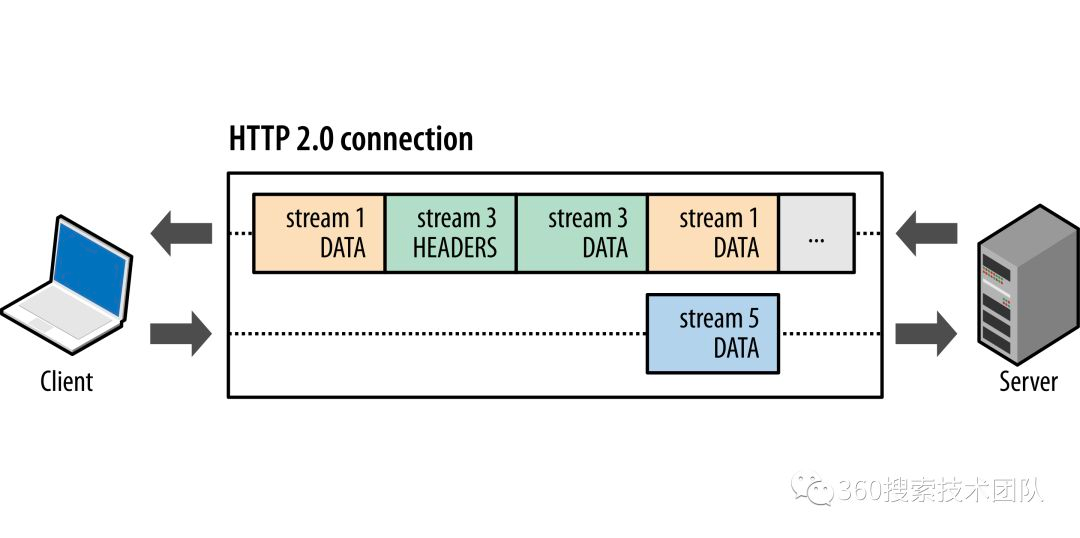 HTTP 2.0 connection
stream 1
DATA
stream 3
HEADERS
stream 3
DATA
stream 1
DATA
...
stream 5
DATA
Client
Server
360搜索技术团队